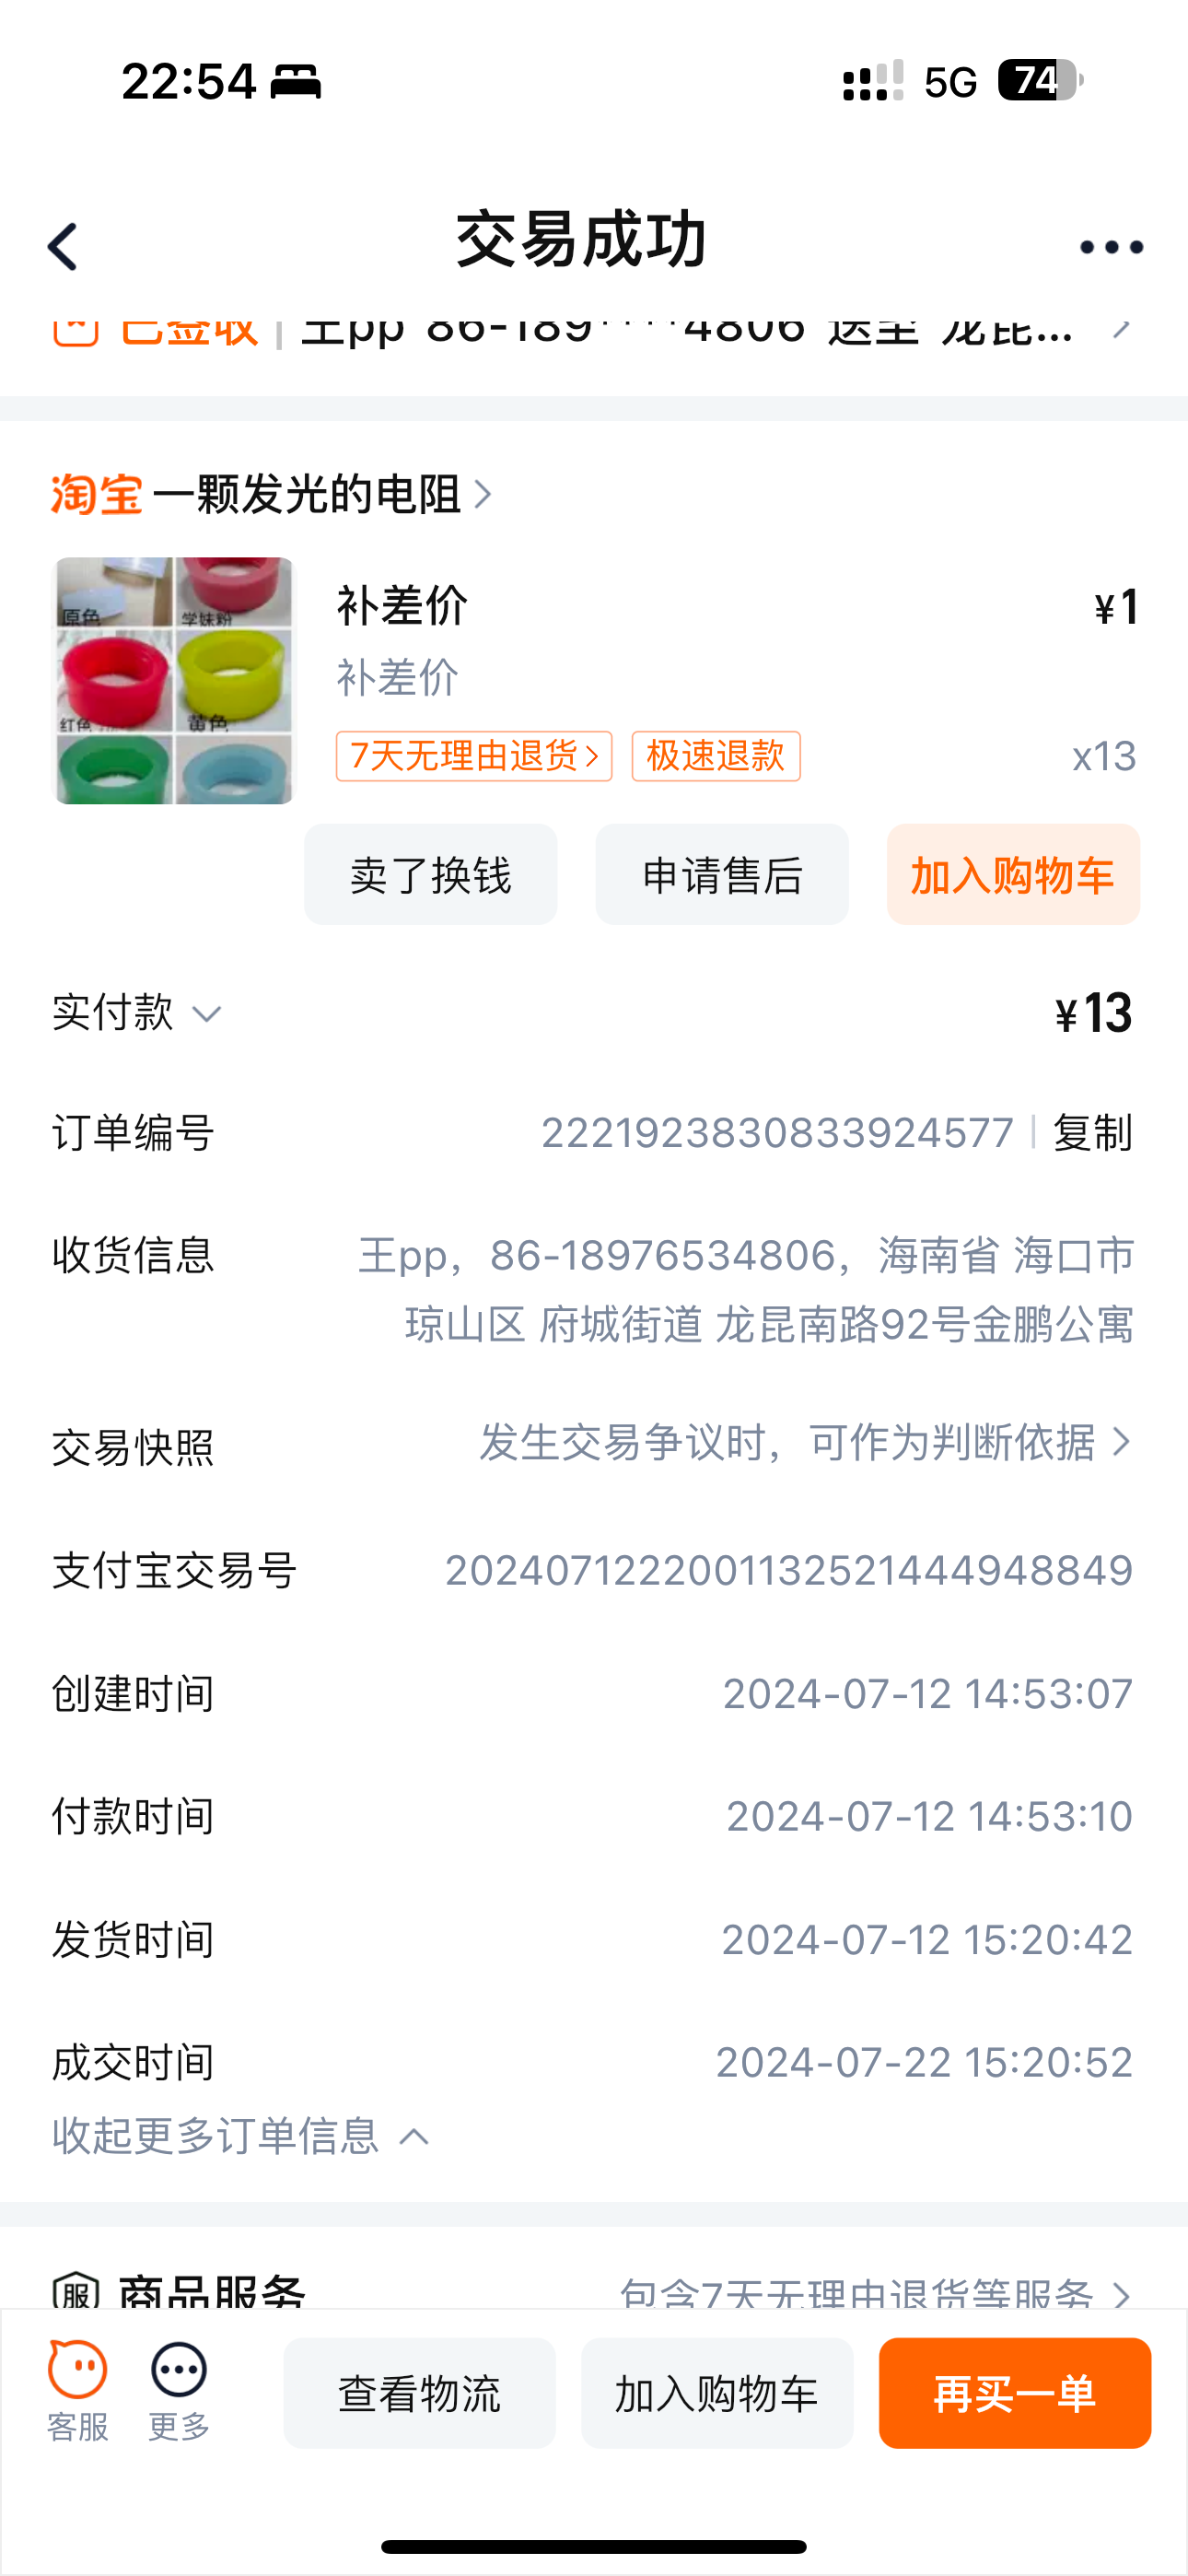 22:54 5G 74
交易成功
已签收 | 王pp 86-189****4806 送至 龙昆...
淘宝 一颗发光的电阻
原色 学妹粉
红色 黄色
补差价 ¥1
补差价
7天无理由退货 极速退款 x13
卖了换钱 申请售后 加入购物车
实付款 ¥13
订单编号 2221923830833924577 | 复制
收货信息 王pp，86-18976534806，海南省 海口市
琼山区 府城街道 龙昆南路92号金鹏公寓
交易快照 发生交易争议时，可作为判断依据
支付宝交易号 2024071222001132521444948849
创建时间 2024-07-12 14:53:07
付款时间 2024-07-12 14:53:10
发货时间 2024-07-12 15:20:42
成交时间 2024-07-22 15:20:52
收起更多订单信息
服 商品服务 包含7天无理由退货等服务
客服 更多 查看物流 加入购物车 再买一单